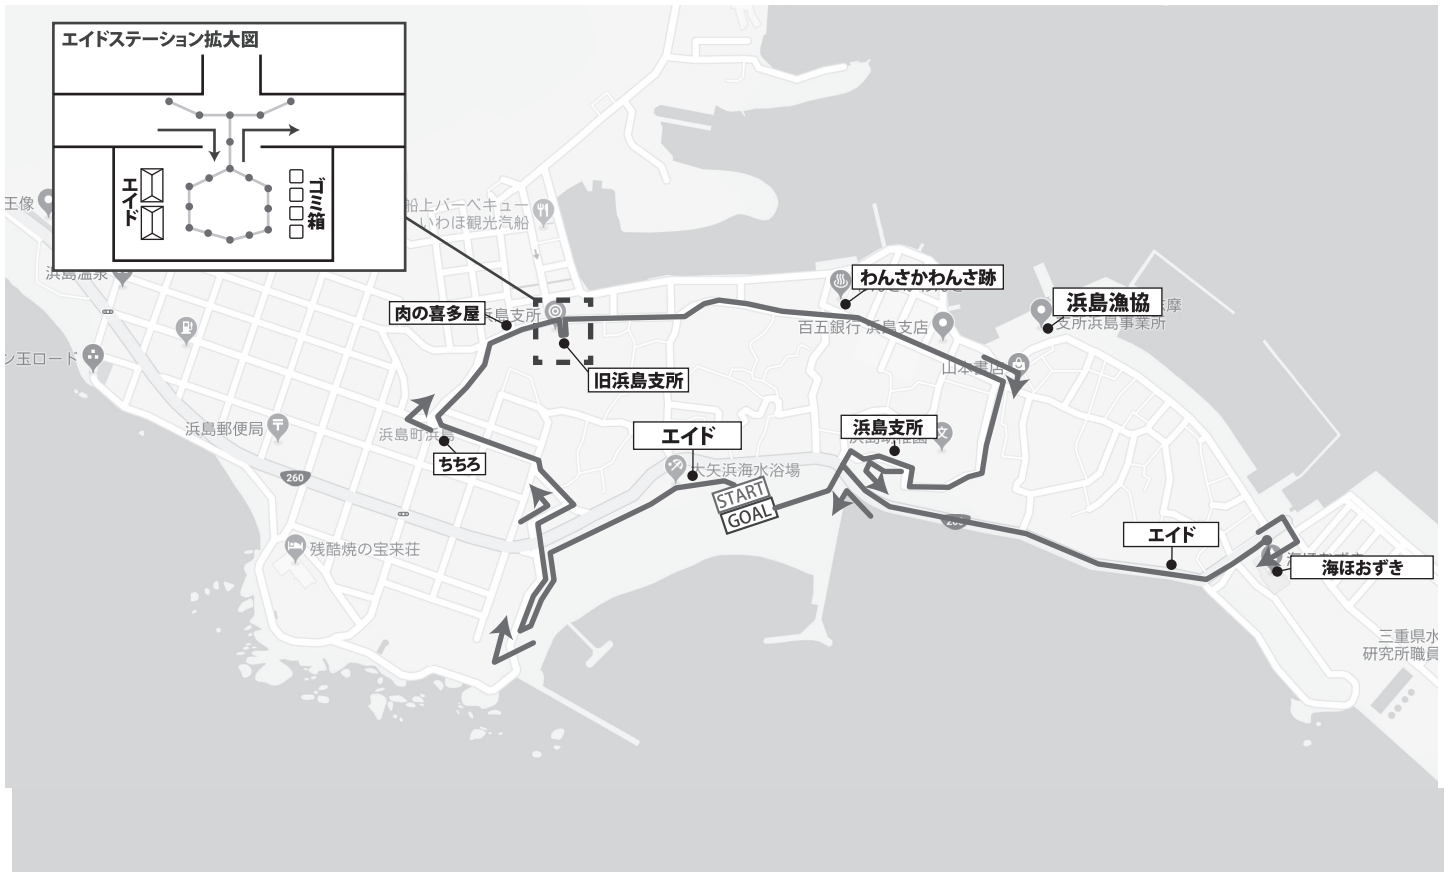 エイドステーション拡大図
エイド
ゴミ箱
王像
船上バーベキュー
いわほ観光汽船
浜島温泉
わんさかわんさ跡
浜島漁協
肉の喜多屋
島支所
摩
支所浜島事業所
百五銀行 浜島支店
ン玉ロード
山本書店
旧浜島支所
浜島支所
浜島郵便局
浜島町浜島
エイド
ちちろ
大矢浜海水浴場
260
START
GOAL
エイド
残酷焼の宝来荘
海ほおずき
三重県水
研究所職員